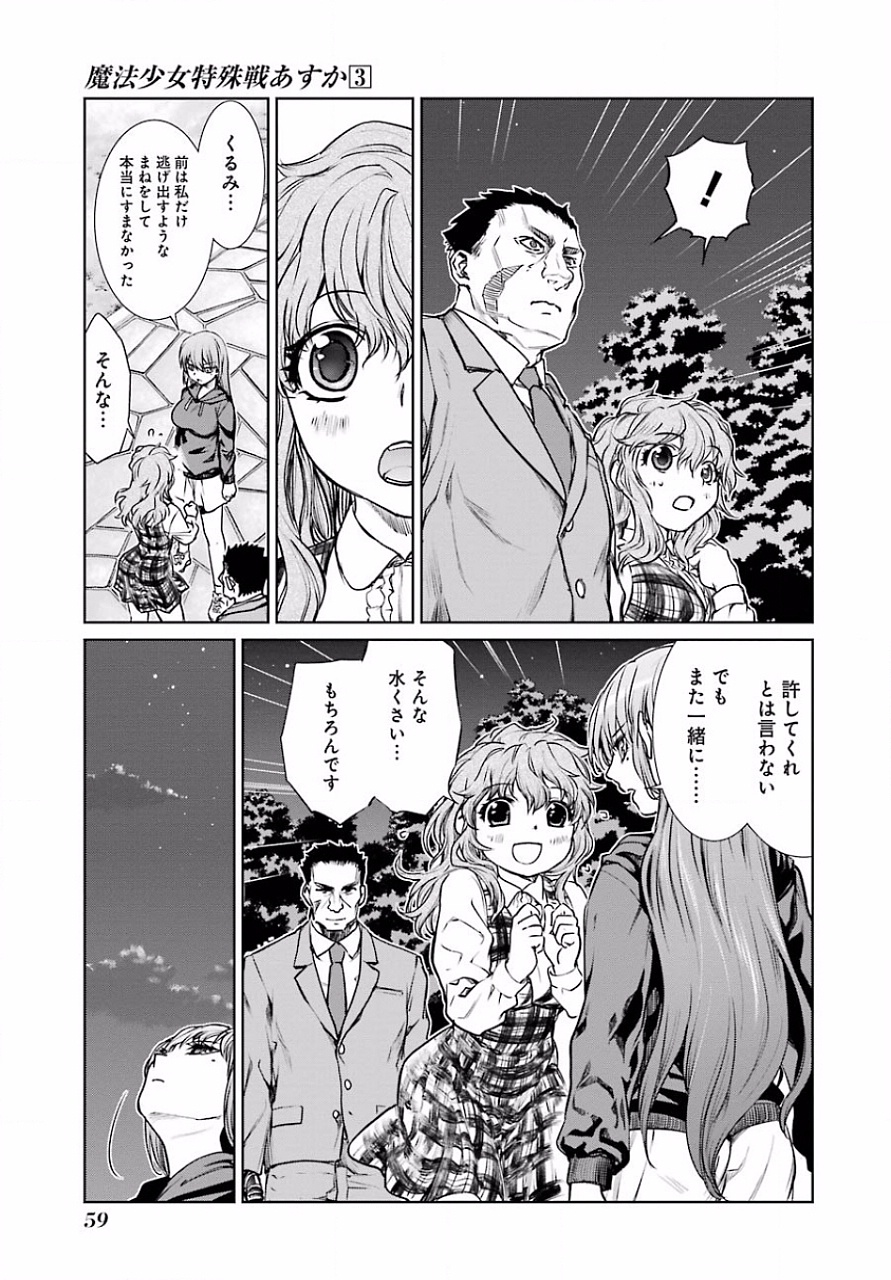 魔法少女特殊戦あすか3
！
くるみ…
前は私だけ
逃げ出すような
まねをして
本当にすまなかった
そんな…
許してくれ
とは言わない
でも
また一緒に……
そんな
水くさい…
もちろんです
59